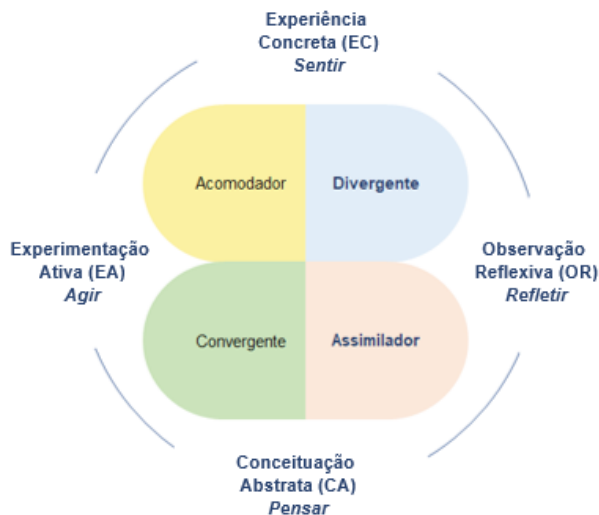 Experiência
Concreta (EC)
Sentir
Acomodador
Divergente
Experimentação
Ativa (EA)
Agir
Observação
Reflexiva (OR)
Refletir
Convergente
Assimilador
Conceituação
Abstrata (CA)
Pensar